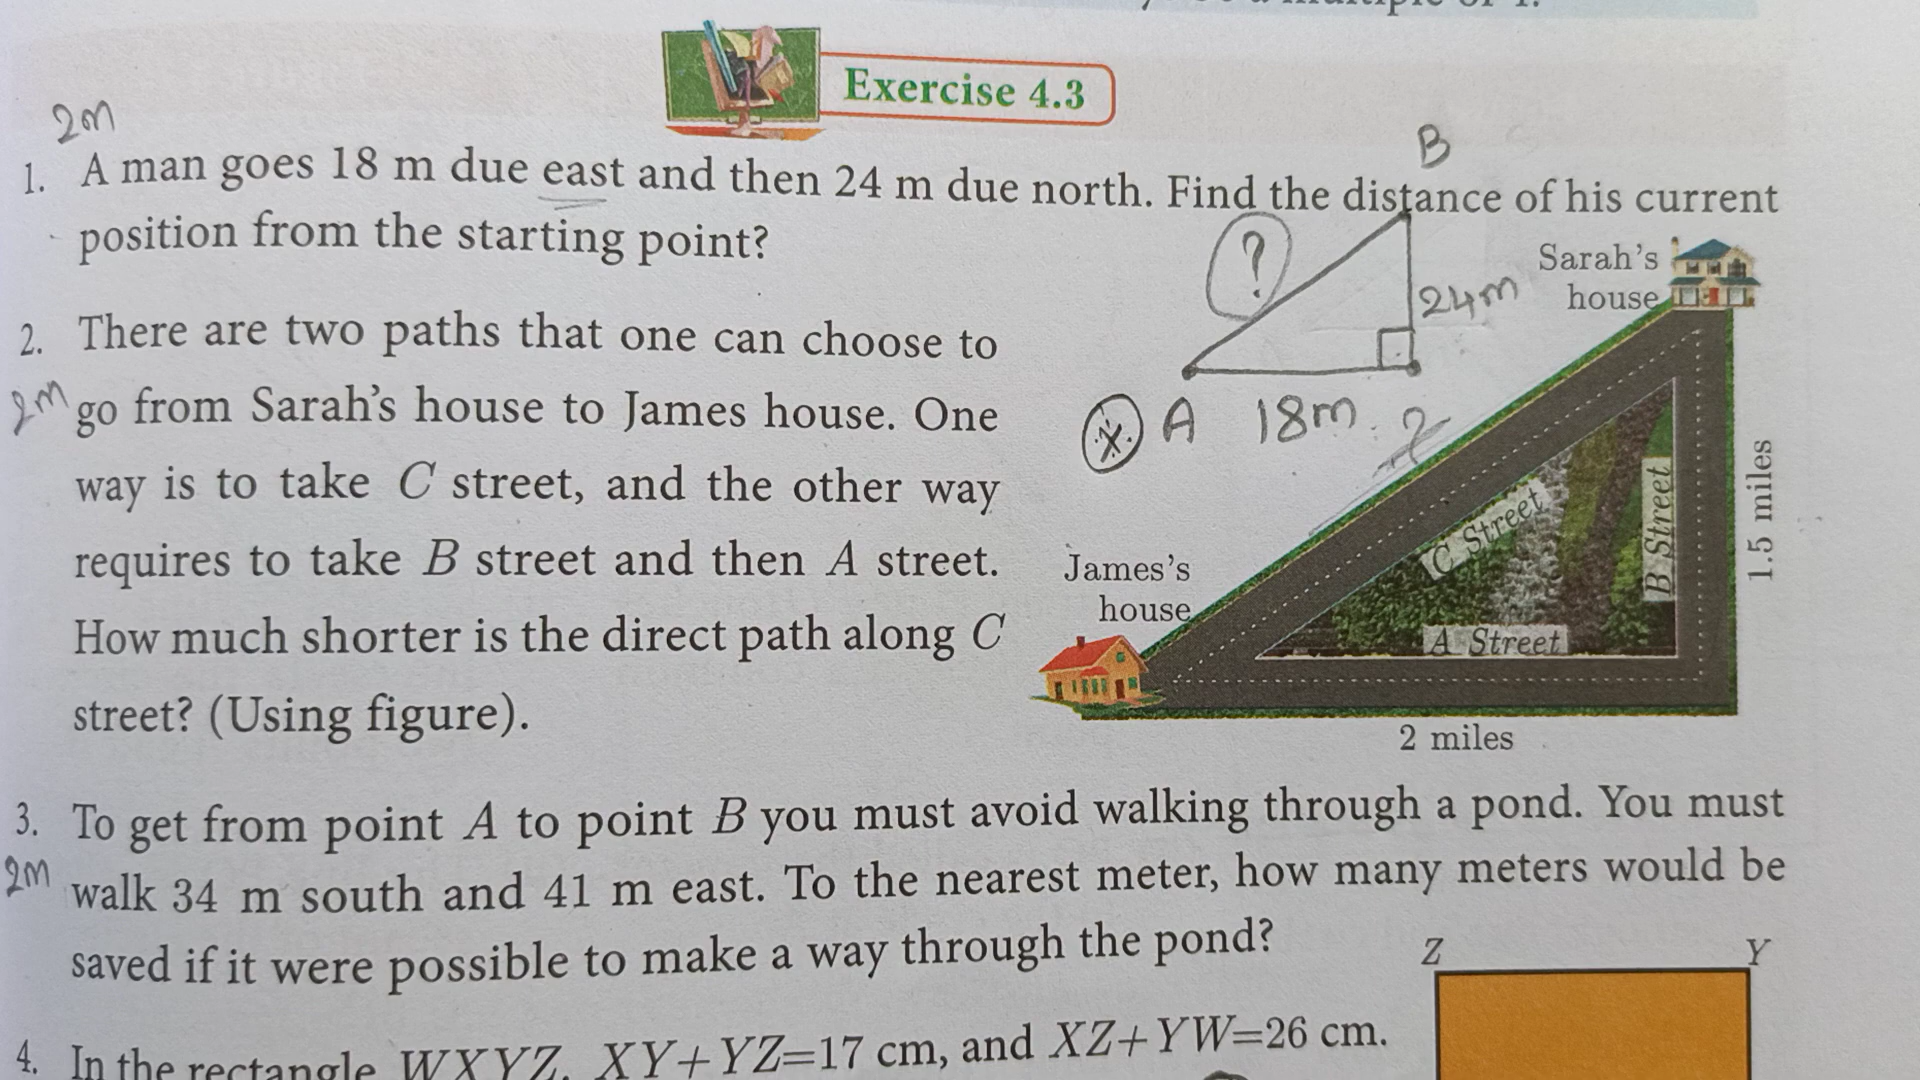 Exercise 4.3
2m
1. A man goes 18 m due east and then 24 m due north. Find the distance of his current
position from the starting point?
B
?
24m
A 18m
?
Sarah's
house
2. There are two paths that one can choose to
2m go from Sarah's house to James house. One
way is to take C street, and the other way
requires to take B street and then A street.
How much shorter is the direct path along C
street? (Using figure).
James's
house
C Street
B Street
A Street
1.5 miles
2 miles
3. To get from point A to point B you must avoid walking through a pond. You must
2m walk 34 m south and 41 m east. To the nearest meter, how many meters would be
saved if it were possible to make a way through the pond?
Z Y
4. In the rectangle WXYZ, XY+YZ=17 cm, and XZ+YW=26 cm.